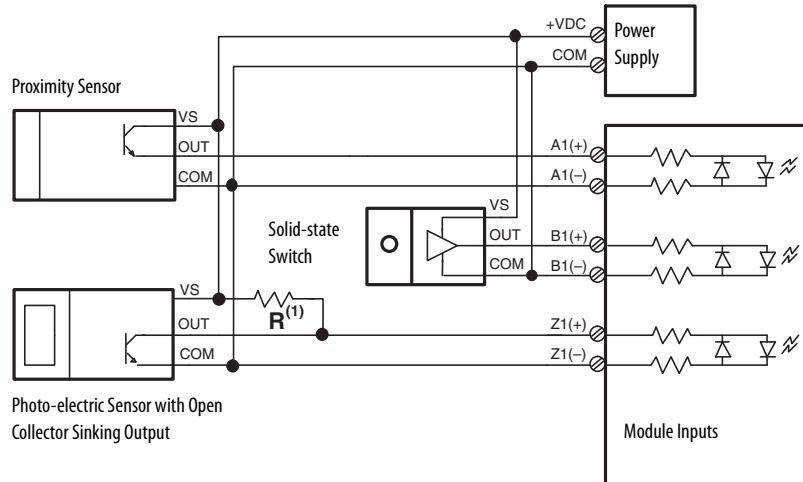 +VDC
Power
Supply
COM
Proximity Sensor
VS
OUT
COM
A1(+)
A1(–)
VS
Solid-state
Switch
OUT
COM
B1(+)
B1(–)
VS
R(1)
OUT
COM
Z1(+)
Z1(–)
Photo-electric Sensor with Open
Collector Sinking Output
Module Inputs